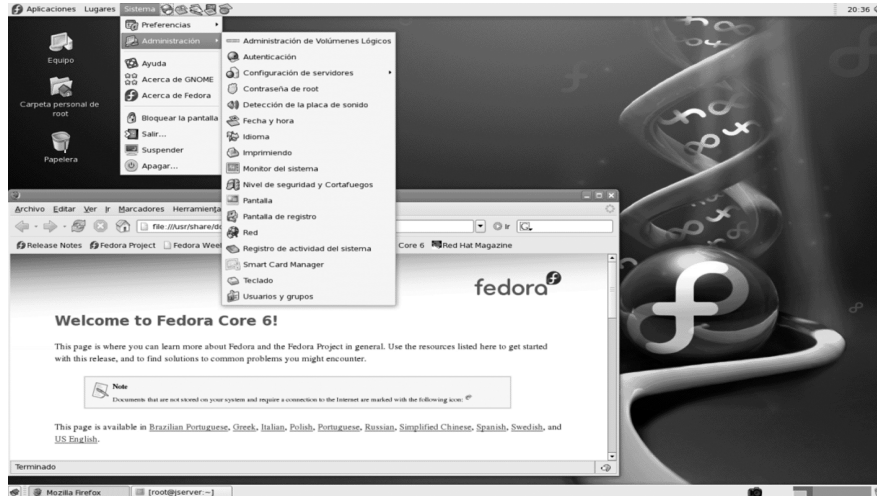 Aplicaciones Lugares Sistema 20:36
Equipo
Carpeta personal de
root
Papelera
Preferencias
Administración
Ayuda
Acerca de GNOME
Acerca de Fedora
Bloquear la pantalla
Salir...
Suspender
Apagar...
Administración de Volúmenes Lógicos
Autenticación
Configuración de servidores
Contraseña de root
Detección de la placa de sonido
Fecha y hora
Idioma
Imprimiendo
Monitor del sistema
Nivel de seguridad y Cortafuegos
Pantalla
Pantalla de registro
Red
Registro de actividad del sistema
Smart Card Manager
Teclado
Usuarios y grupos
Archivo Editar Ver Ir Marcadores
file:///usr/share/ Ir
Release Notes Fedora Project Fedora Core 6 Red Hat Magazine
fedora
Welcome to Fedora Core 6!
This page is where you can learn more about Fedora and the Fedora Project in general. Use the resources listed here to get started
with this release, and to find solutions to common problems you might encounter.
Note
Documents that are not stored on your system and require a connection to the Internet are marked with the following icon:
This page is available in Brazilian Portuguese, Greek, Italian, Polish, Portuguese, Russian, Simplified Chinese, Spanish, Swedish, and
US English.
Terminado
Mozilla Firefox [root@jserver:~]